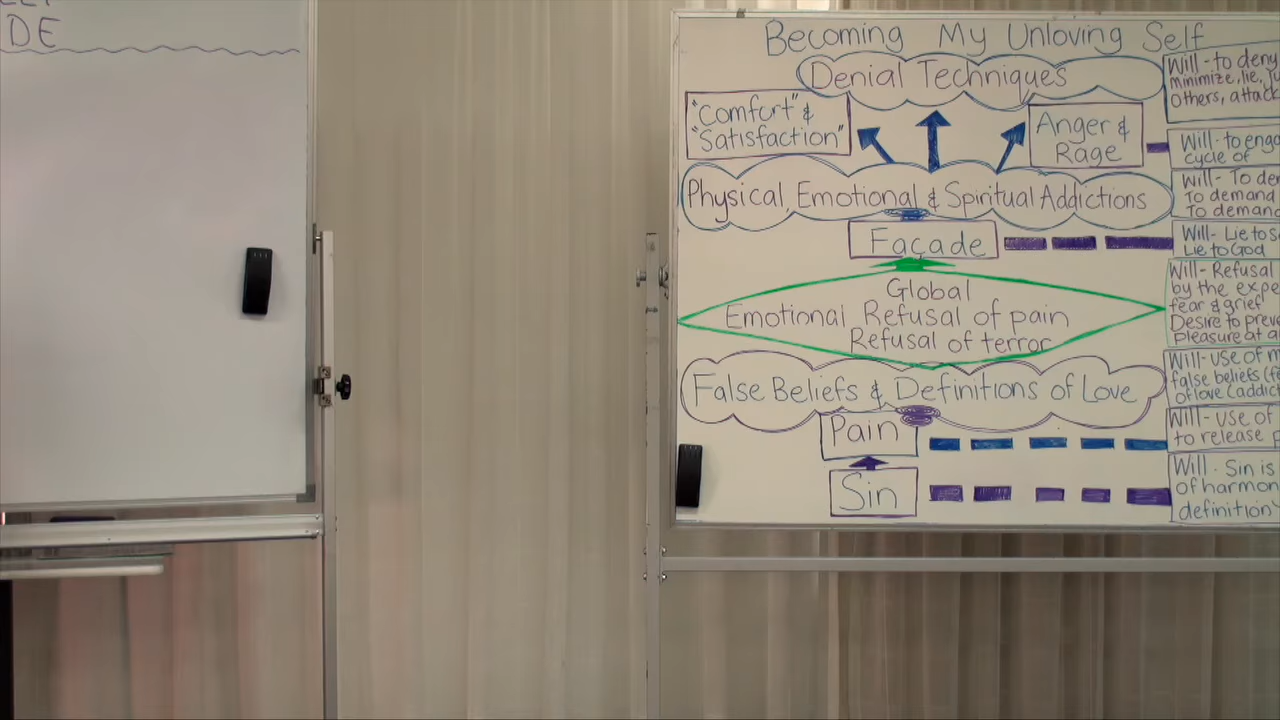 DE
Becoming My Unloving Self
Denial Techniques
"Comfort" &
"Satisfaction"
Anger &
Rage
Physical, Emotional & Spiritual Addictions
Façade
Global
Emotional Refusal of pain
Refusal of terror
False Beliefs & Definitions of Love
Pain
Sin
Will - to deny
minimize, lie,
Others, attack
Will - to eng
cycle of
Will - To de
To demand
To demand
Will - Lie to s
Lie to God
Will - Refusal
by the expe
fear & grief
Desire to prev
pleasure at a
Will - use of m
false beliefs (f
of love (addic
Will - use of
to release p
Will - Sin is
of harmon
definition